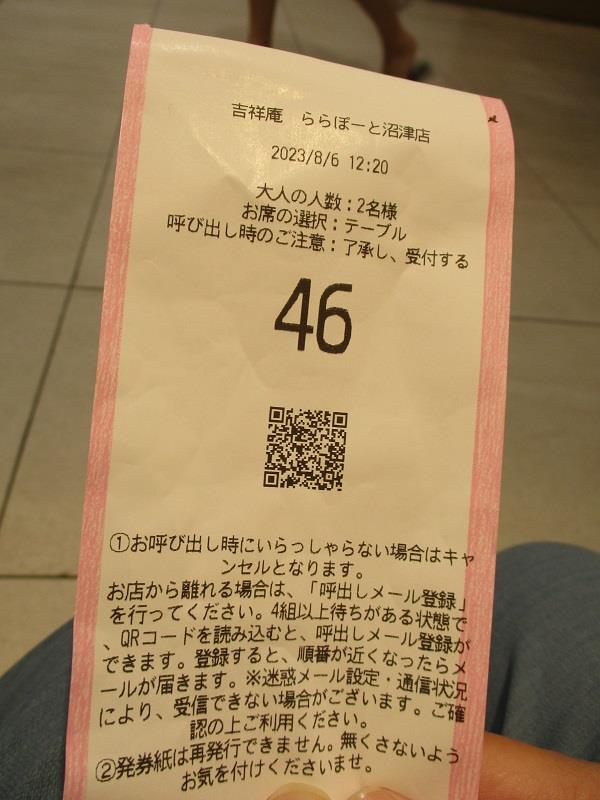 吉祥庵　ららぽーと沼津店
2023/8/6 12:20
大人の人数：2名様
お席の選択：テーブル
呼び出し時のご注意：了承し、受付する
46
①お呼び出し時にいらっしゃらない場合はキャ
ンセルとなります。
お店から離れる場合は、「呼出しメール登録」
を行ってください。4組以上待ちがある状態で
、QRコードを読み込むと、呼出しメール登録が
できます。登録すると、順番が近くなったらメ
ールが届きます。※迷惑メール設定・通信状況
により、受信できない場合がございます。ご確
認の上ご利用ください。
②発券紙は再発行できません。無くさないよう
お気を付けくださいませ。